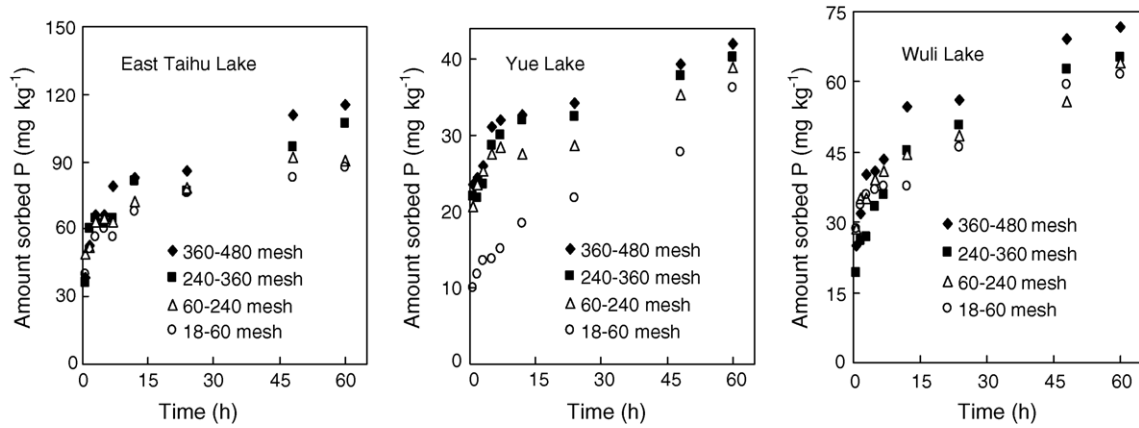 150
120
90
60
30
0
Amount sorbed P (mg kg⁻¹)
East Taihu Lake
360-480 mesh
240-360 mesh
60-240 mesh
18-60 mesh
0 15 30 45 60
Time (h)
40
30
20
10
0
Amount sorbed P (mg kg⁻¹)
Yue Lake
360-480 mesh
240-360 mesh
60-240 mesh
18-60 mesh
0 15 30 45 60
Time (h)
75
60
45
30
15
0
Amount sorbed P (mg kg⁻¹)
Wuli Lake
360-480 mesh
240-360 mesh
60-240 mesh
18-60 mesh
0 15 30 45 60
Time (h)